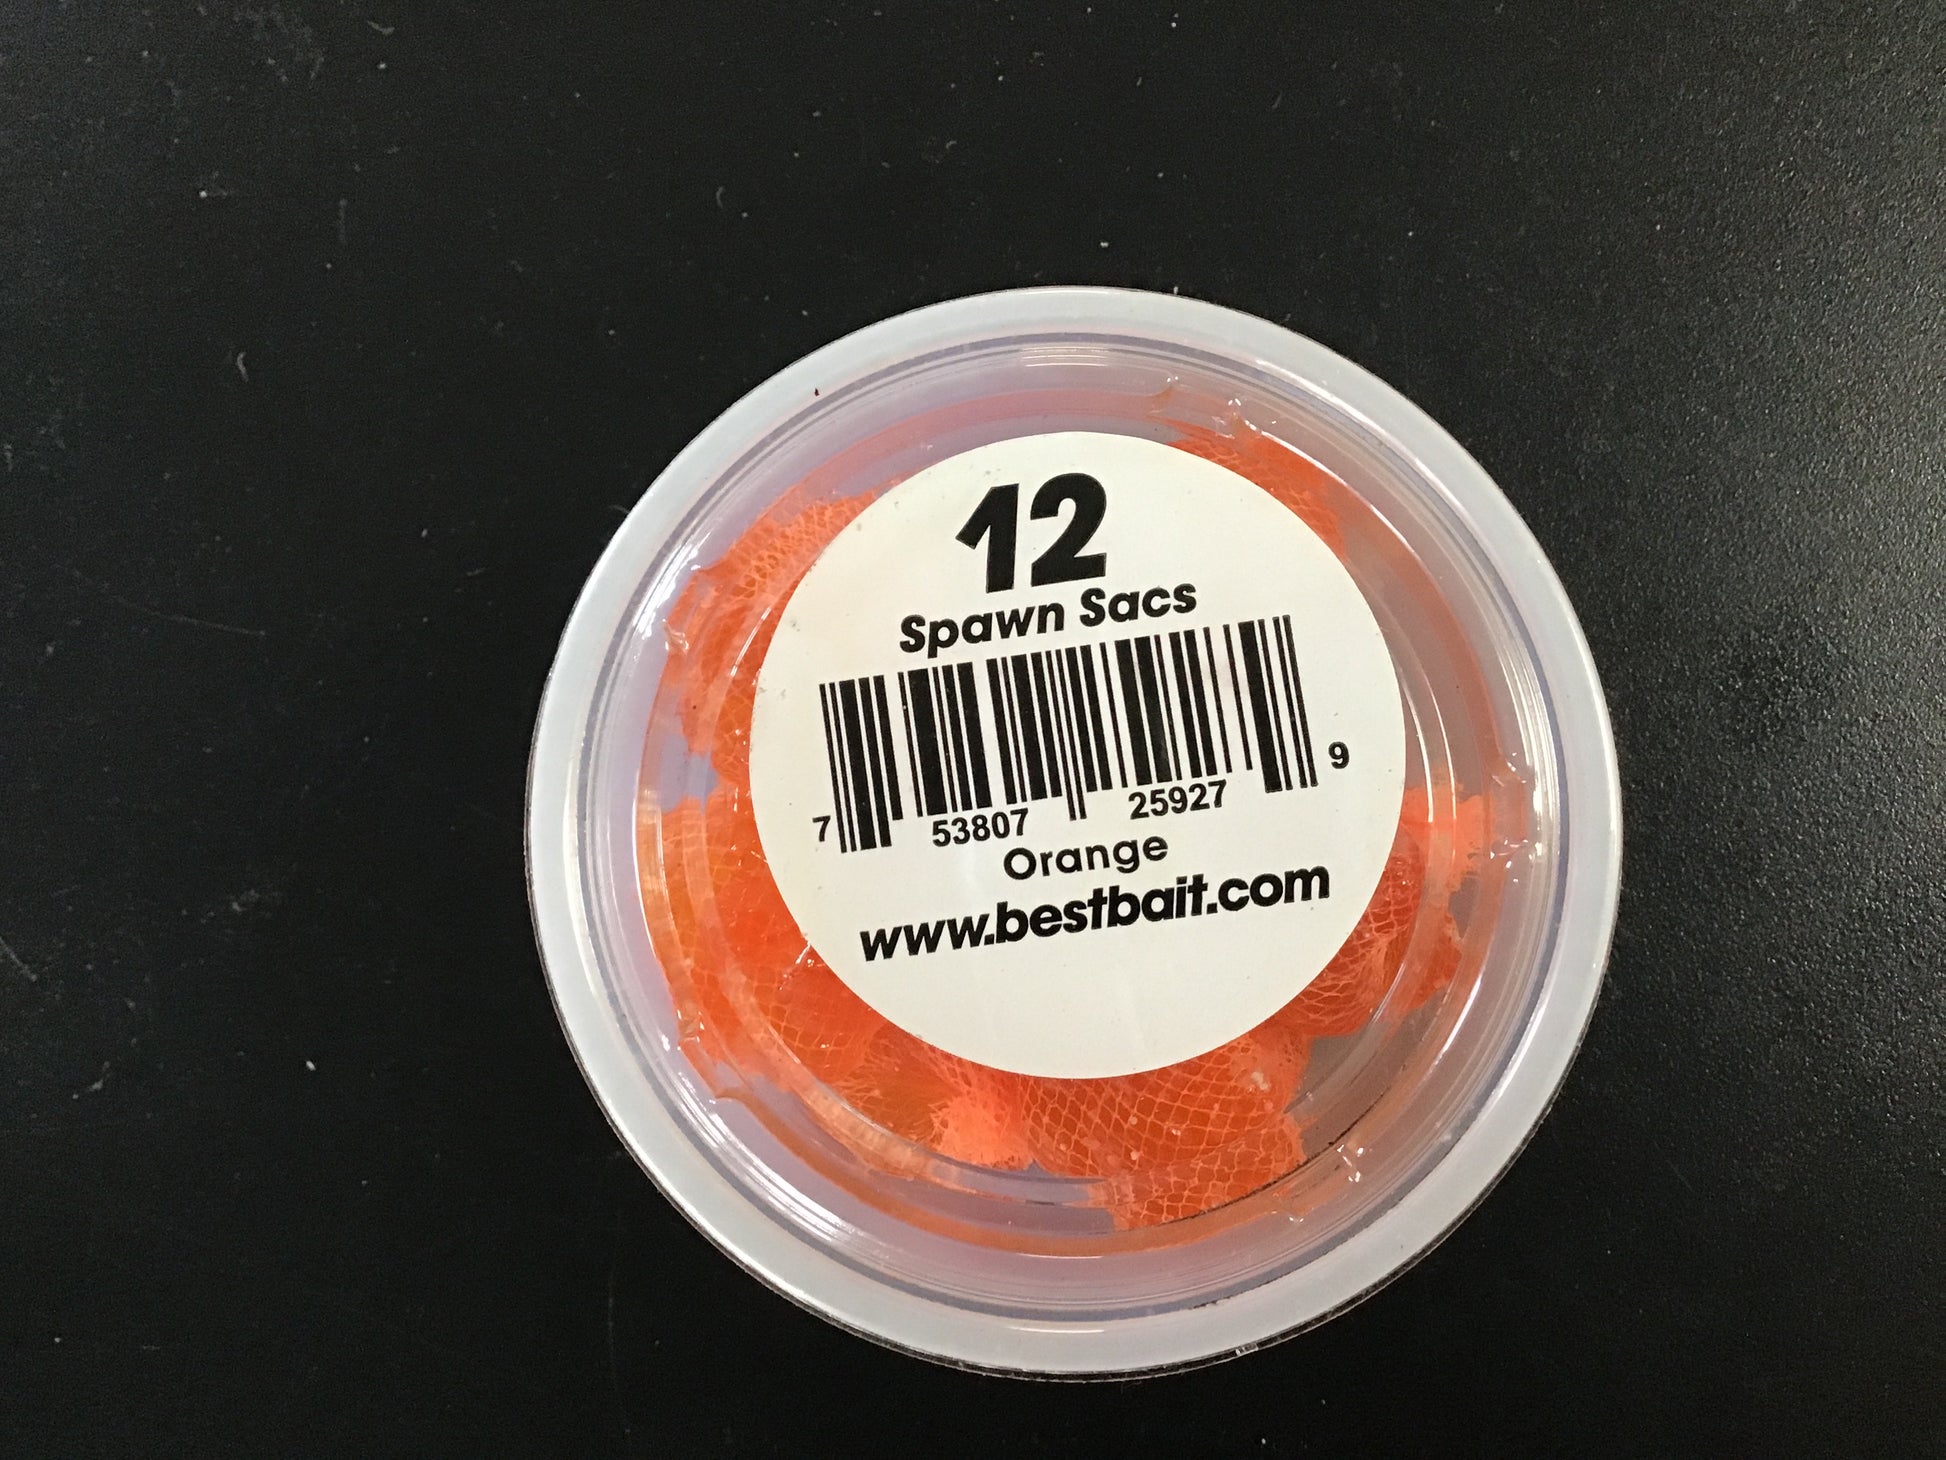 12
Spawn Sacs
7 53807 25927 9
Orange
www.bestbait.com